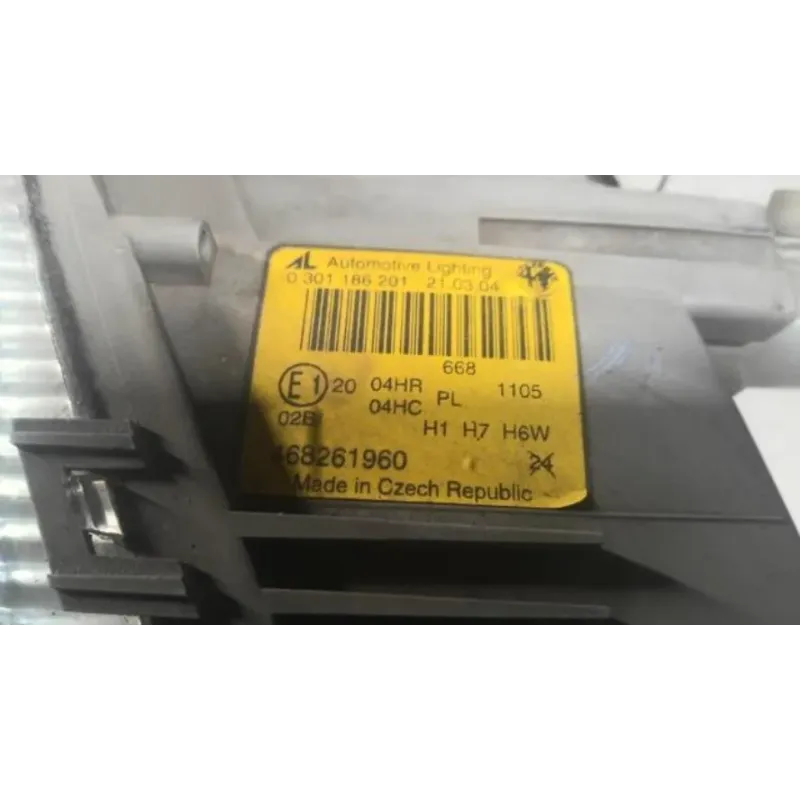 AL Automotive Lighting
0 301 186 201 21.03.04
668
E1 20 04HR PL 1105
02B 04HC
H1 H7 H6W
468261960 24
Made in Czech Republic